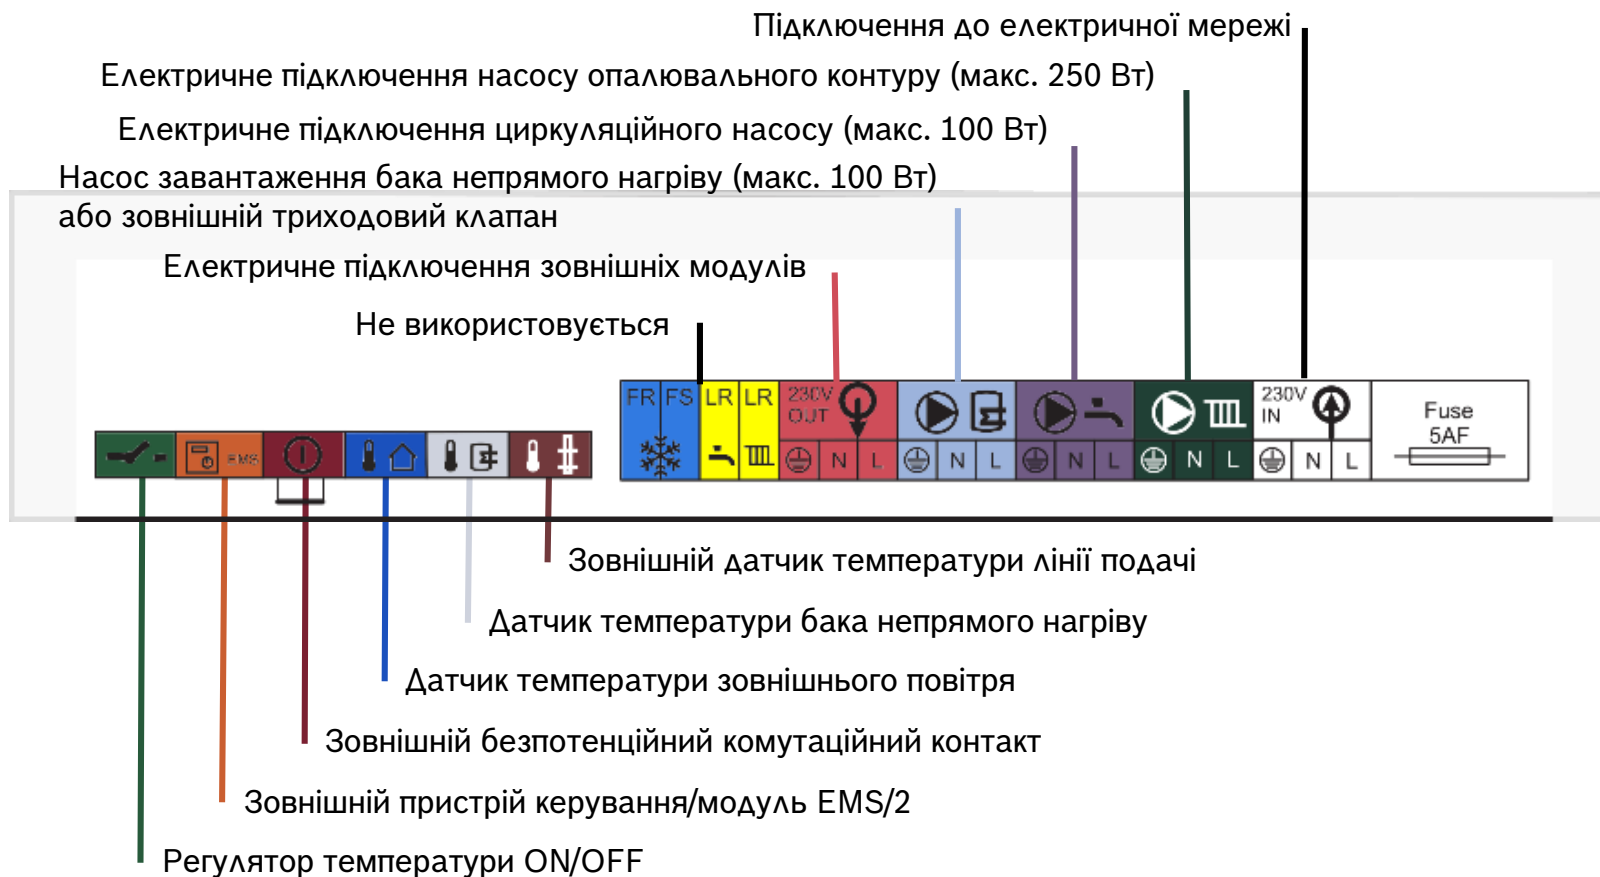 Підключення до електричної мережі
Електричне підключення насосу опалювального контуру (макс. 250 Вт)
Електричне підключення циркуляційного насосу (макс. 100 Вт)
Насос завантаження бака непрямого нагріву (макс. 100 Вт)
або зовнішній триходовий клапан
Електричне підключення зовнішніх модулів
Не використовується
FR FS LR LR 230V OUT 230V IN
Fuse
5AF
EMS
N L N L N L N L N L
Зовнішній датчик температури лінії подачі
Датчик температури бака непрямого нагріву
Датчик температури зовнішнього повітря
Зовнішній безпотенційний комутаційний контакт
Зовнішній пристрій керування/модуль EMS/2
Регулятор температури ON/OFF